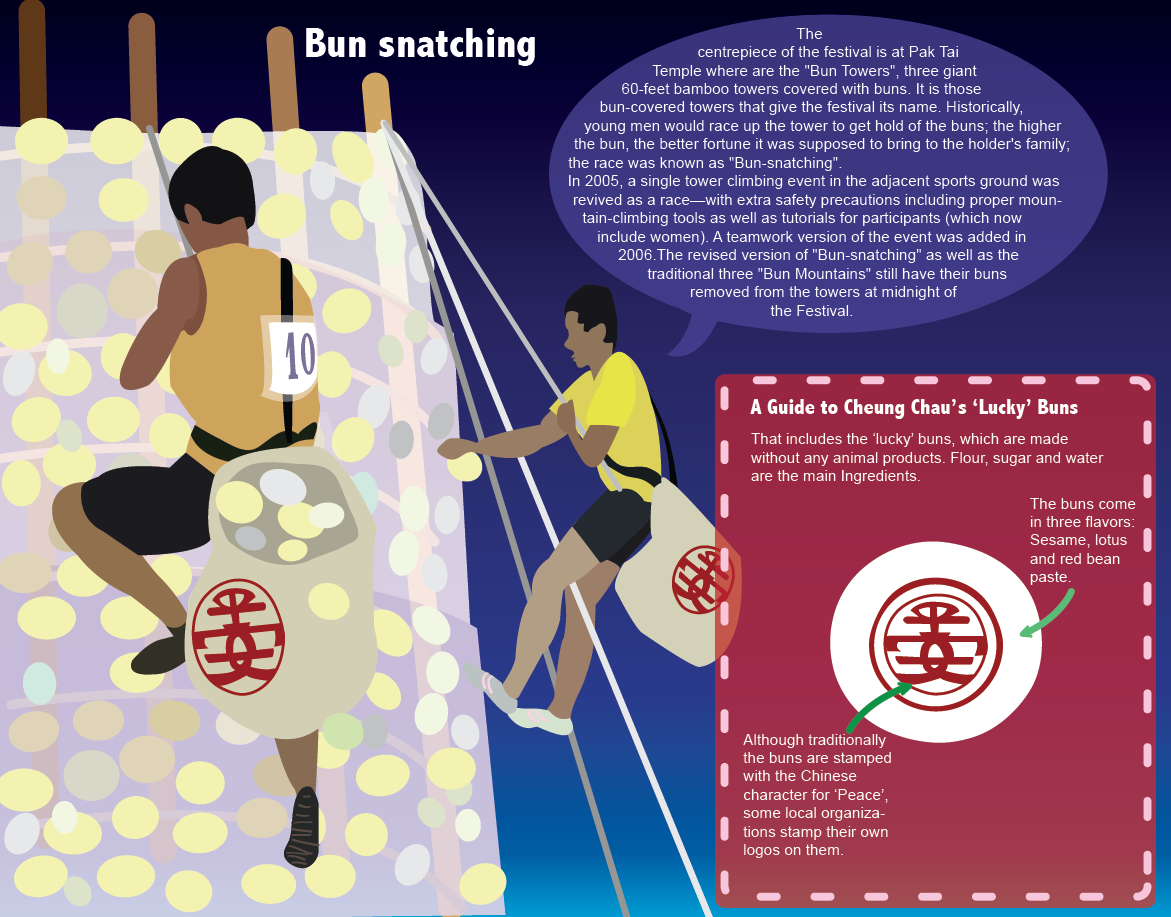 Bun snatching
The
centrepiece of the festival is at Pak Tai
Temple where are the "Bun Towers", three giant
60-feet bamboo towers covered with buns. It is those
bun-covered towers that give the festival its name. Historically,
young men would race up the tower to get hold of the buns; the higher
the bun, the better fortune it was supposed to bring to the holder's family;
the race was known as "Bun-snatching".
In 2005, a single tower climbing event in the adjacent sports ground was
revived as a race—with extra safety precautions including proper moun-
tain-climbing tools as well as tutorials for participants (which now
include women). A teamwork version of the event was added in
2006.The revised version of "Bun-snatching" as well as the
traditional three "Bun Mountains" still have their buns
removed from the towers at midnight of
the Festival.
10
A Guide to Cheung Chau's ‘Lucky’ Buns
That includes the ‘lucky’ buns, which are made
without any animal products. Flour, sugar and water
are the main Ingredients.
The buns come
in three flavors:
Sesame, lotus
and red bean
paste.
Although traditionally
the buns are stamped
with the Chinese
character for ‘Peace’,
some local organiza-
tions stamp their own
logos on them.